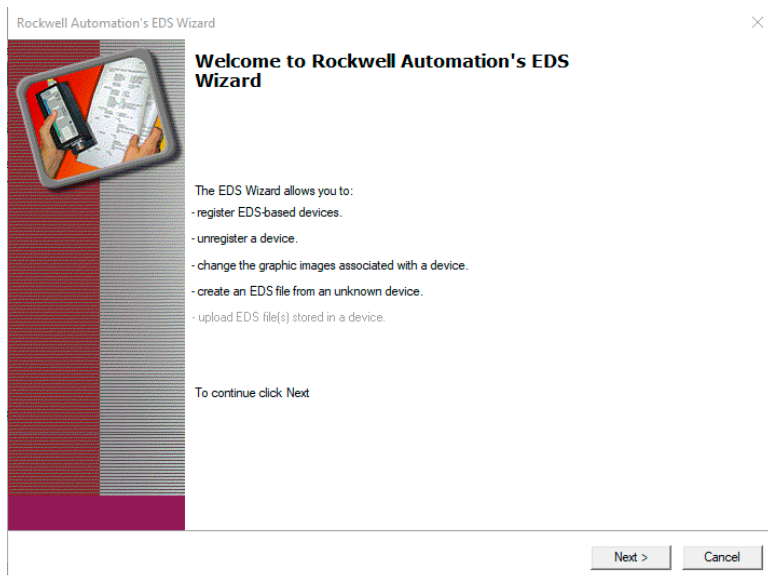 Rockwell Automation's EDS Wizard
Welcome to Rockwell Automation's EDS
Wizard
The EDS Wizard allows you to:
- register EDS-based devices.
- unregister a device.
- change the graphic images associated with a device.
- create an EDS file from an unknown device.
- upload EDS file(s) stored in a device.
To continue click Next
Next >
Cancel